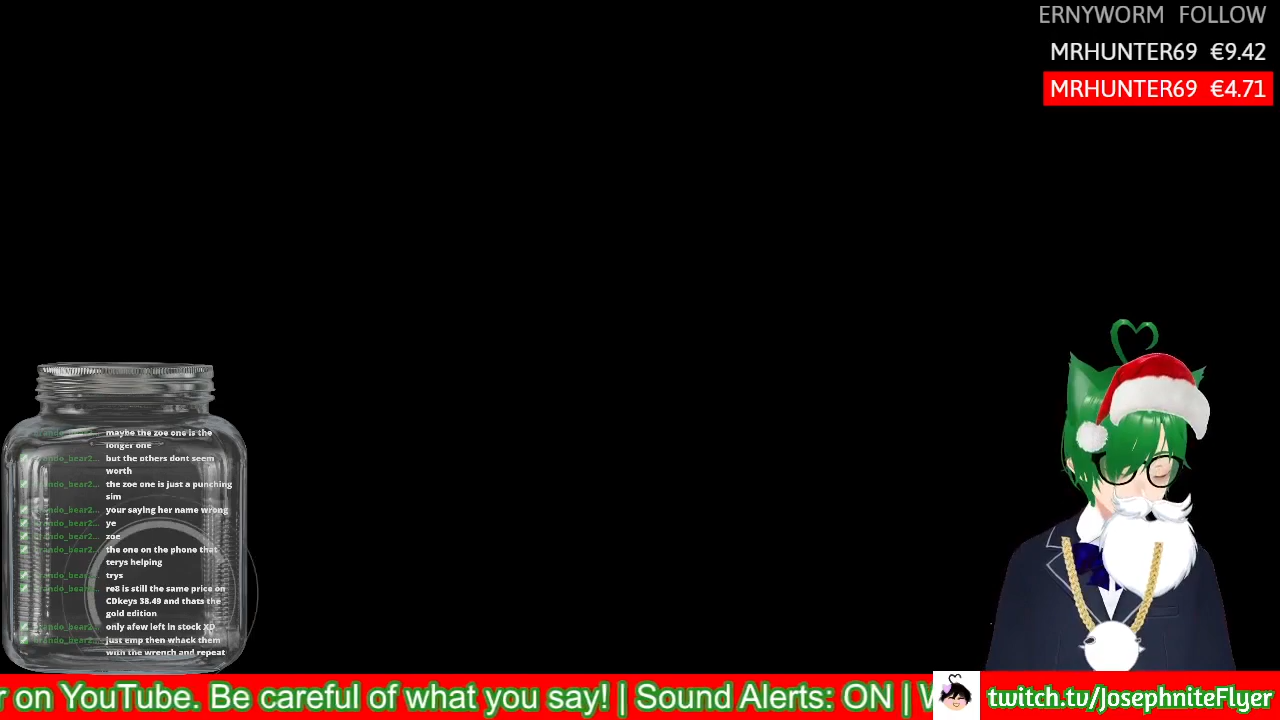 ERNYWORM FOLLOW
MRHUNTER69 €9.42
MRHUNTER69 €4.71
maybe the zoe one is the
longer one
but the others dont seem
worth
the zoe one is just a punching
sim
your saying her name wrong
ye
zoe
the one on the phone that
terys helping
trys
re8 is still the same price on
CDkeys 38.49 and thats the
gold edition
only afew left in stock XD
just emp then whack them
with the wrench and repeat
r on YouTube. Be careful of what you say! | Sound Alerts: ON |
twitch.tv/JosephniteFlyer